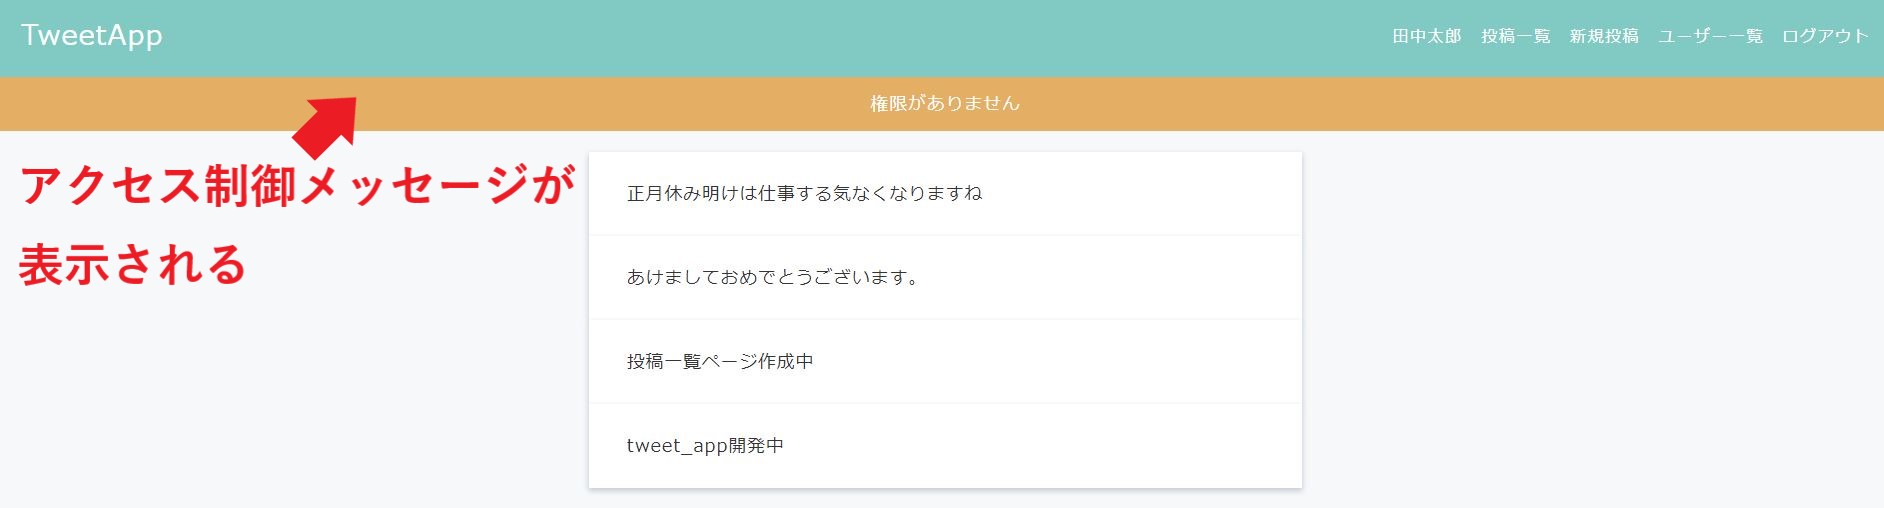 TweetApp
田中太郎 投稿一覧 新規投稿 ユーザー一覧 ログアウト
権限がありません
アクセス制御メッセージが
表示される
正月休み明けは仕事する気なくなりますね
あけましておめでとうございます。
投稿一覧ページ作成中
tweet_app開発中